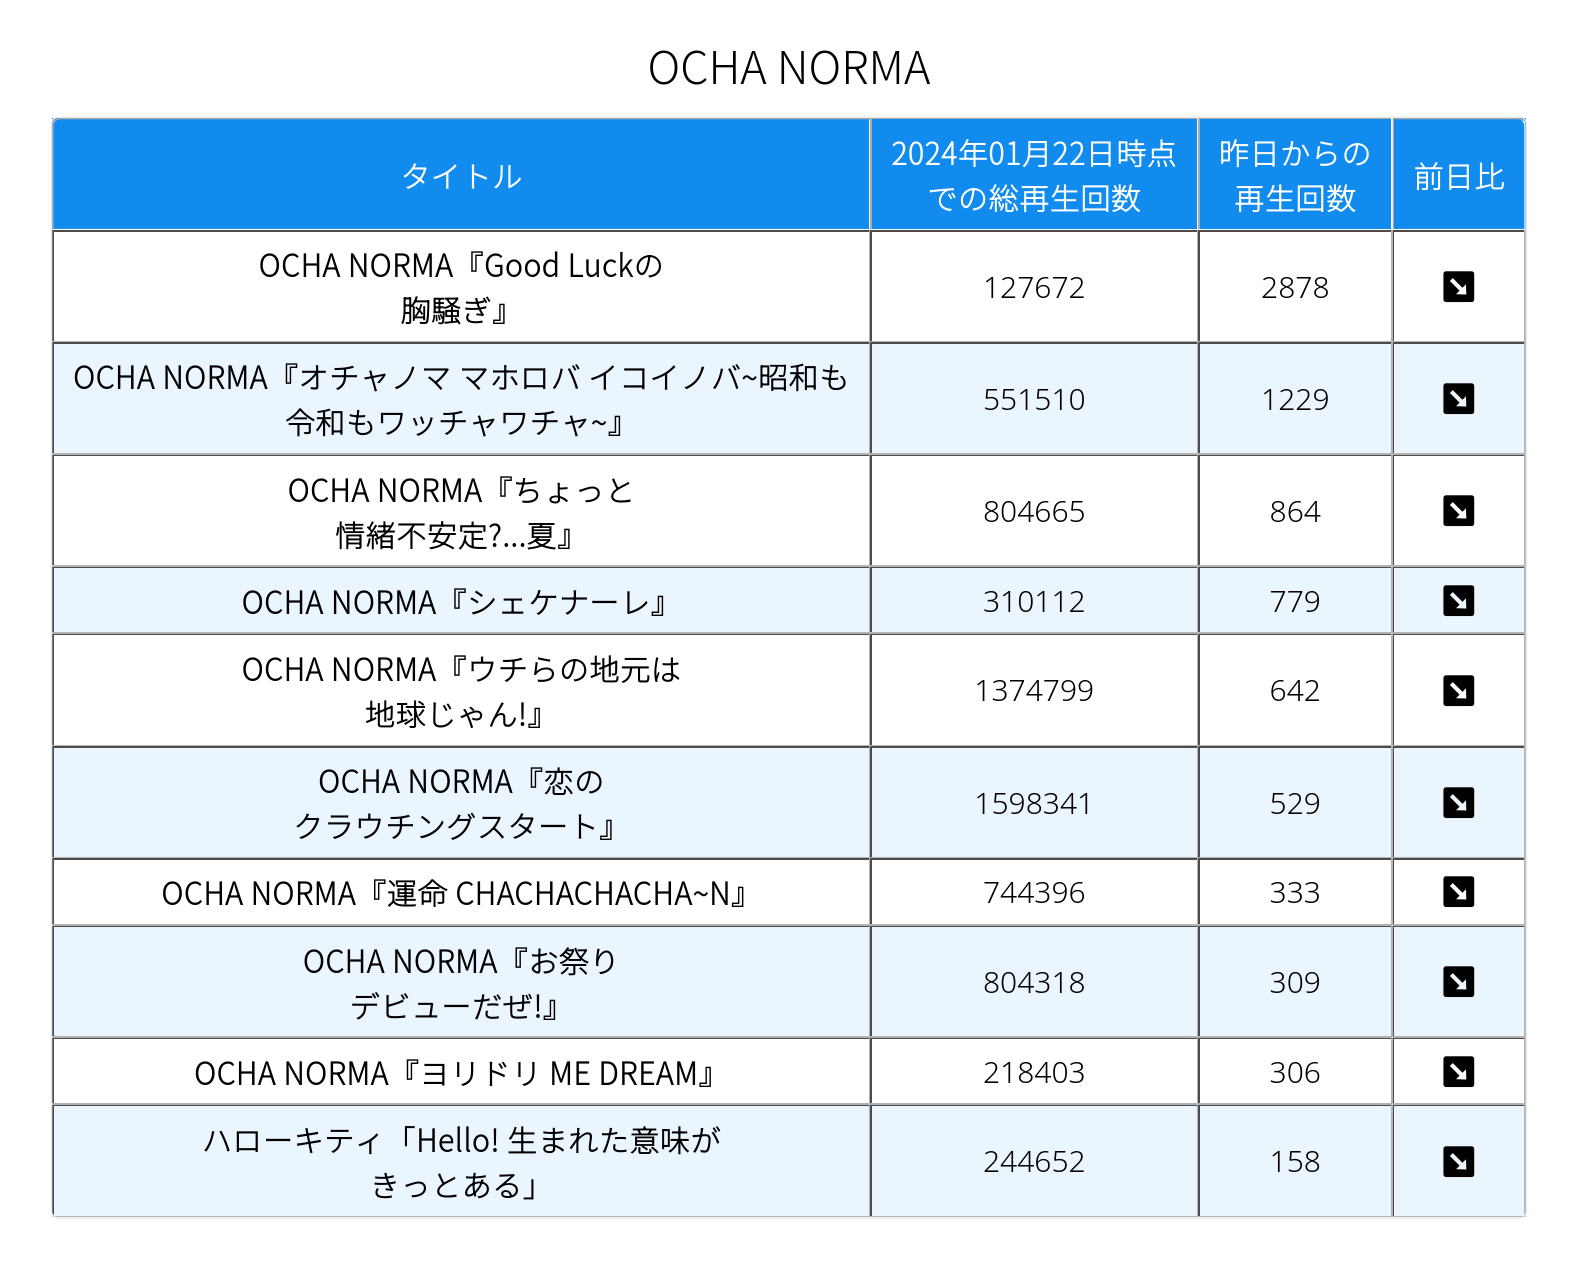 OCHA NORMA
タイトル
2024年01月22日時点
での総再生回数
昨日からの
再生回数
前日比
OCHA NORMA『Good Luckの
胸騒ぎ』
127672
2878
OCHA NORMA『オチャノマ マホロバ イコイノバ~昭和も
令和もワッチャワチャ~』
551510
1229
OCHA NORMA『ちょっと
情緒不安定?...夏』
804665
864
OCHA NORMA『シェケナーレ』
310112
779
OCHA NORMA『ウチらの地元は
地球じゃん!』
1374799
642
OCHA NORMA『恋の
クラウチングスタート』
1598341
529
OCHA NORMA『運命 CHACHACHACHA~N』
744396
333
OCHA NORMA『お祭り
デビューだぜ!』
804318
309
OCHA NORMA『ヨリドリ ME DREAM』
218403
306
ハローキティ「Hello! 生まれた意味が
きっとある」
244652
158